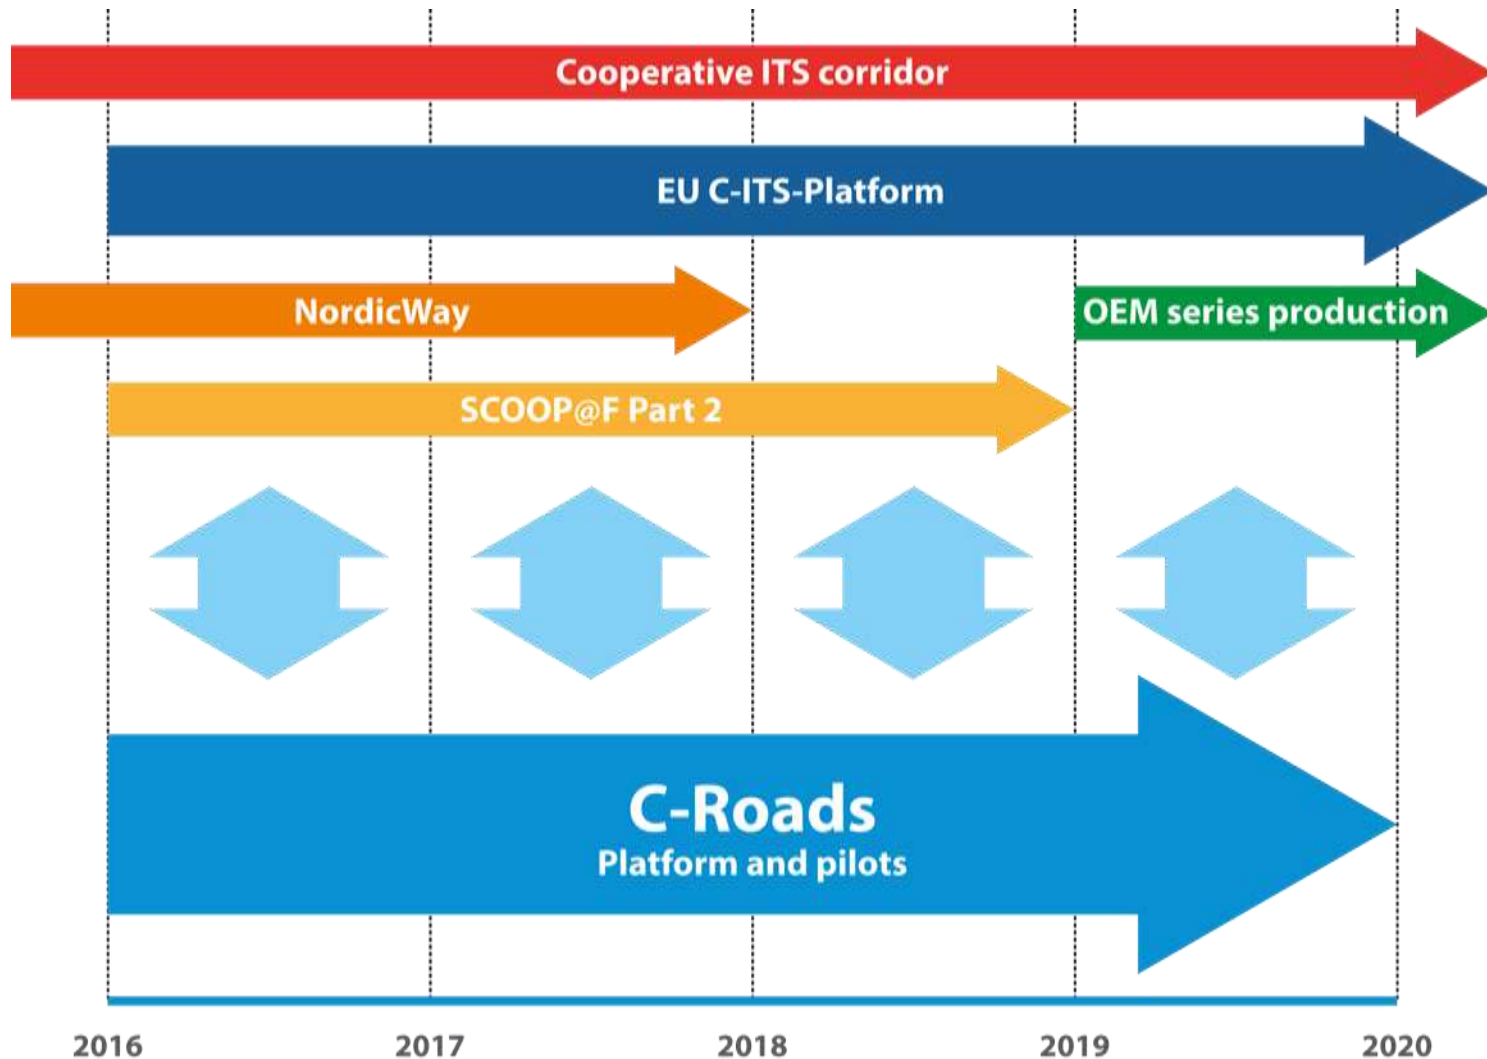 Cooperative ITS corridor
EU C-ITS-Platform
NordicWay
OEM series production
SCOOP@F Part 2
C-Roads
Platform and pilots
2016 2017 2018 2019 2020